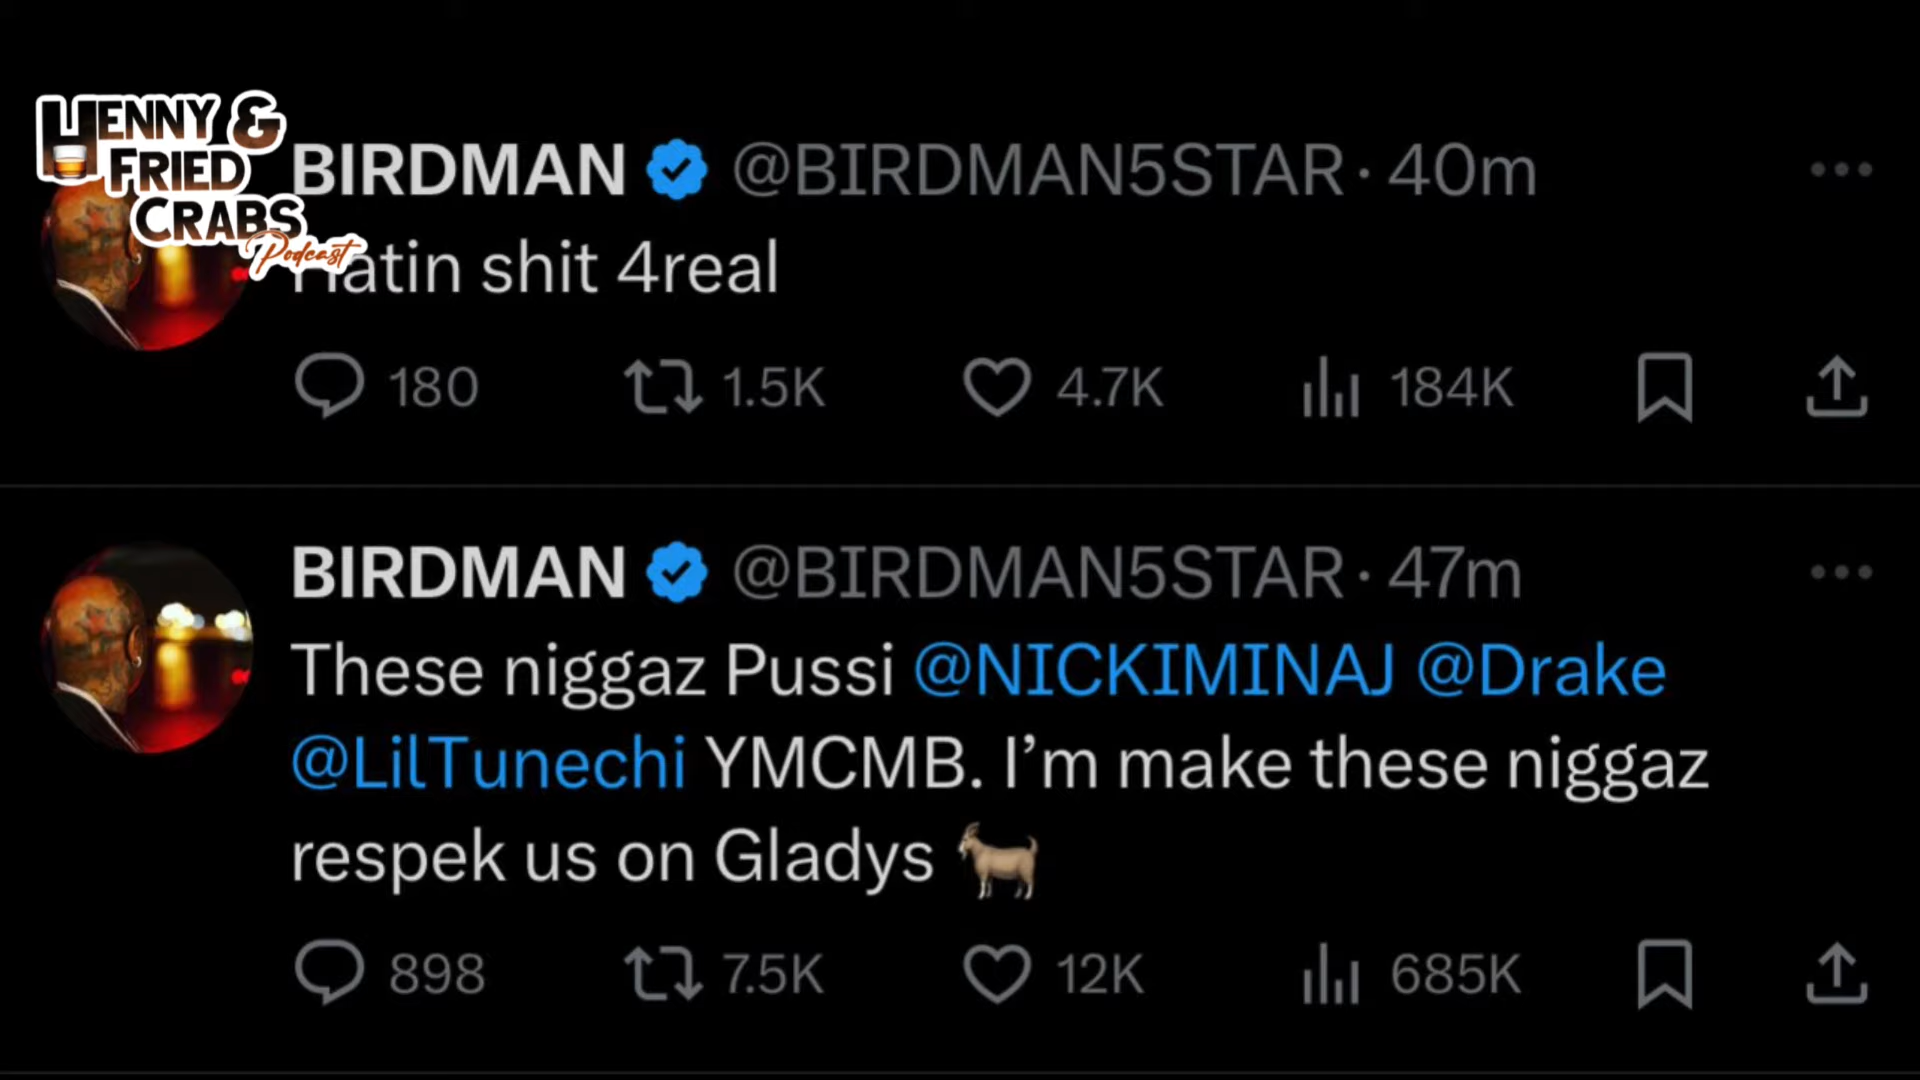 HENNY &
FRIED
CRABS
Podcast
BIRDMAN @BIRDMAN5STAR · 40m
Hatin shit 4real
180 1.5K 4.7K 184K
BIRDMAN @BIRDMAN5STAR · 47m
These niggaz Pussi @NICKIMINAJ @Drake
@LilTunechi YMCMB. I’m make these niggaz
respek us on Gladys 🐐
898 7.5K 12K 685K